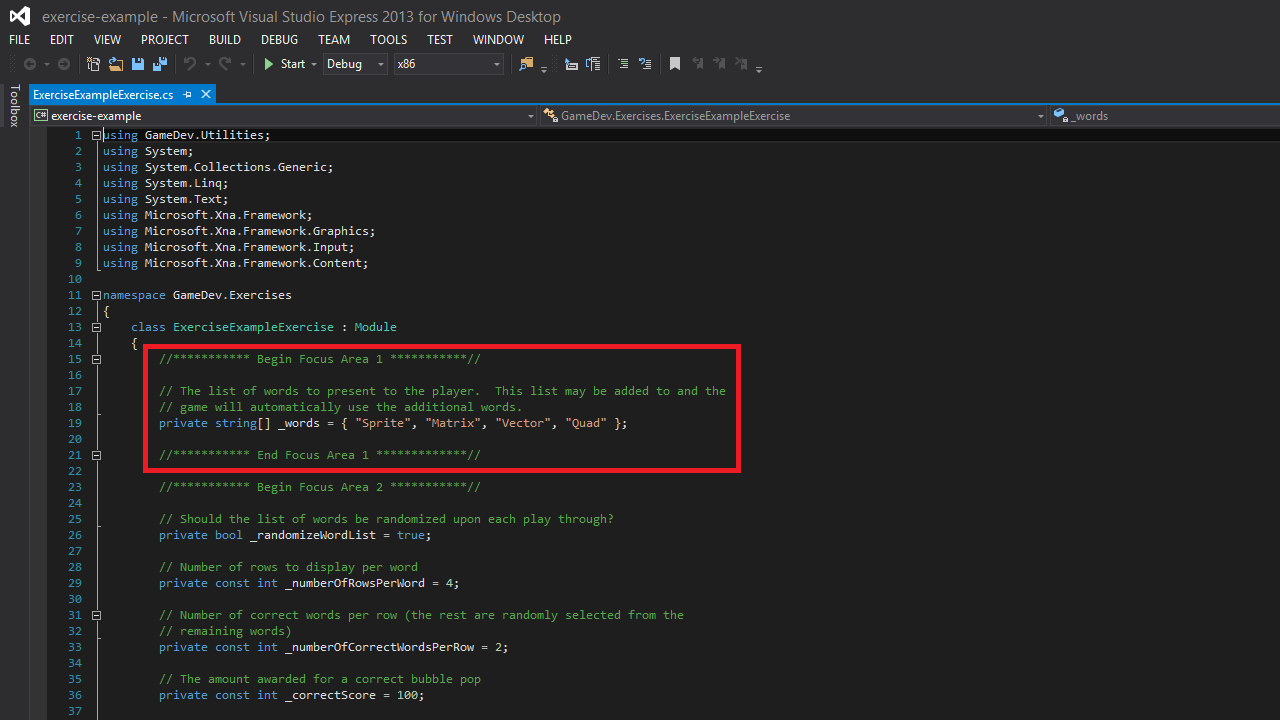 exercise-example - Microsoft Visual Studio Express 2013 for Windows Desktop
FILE EDIT VIEW PROJECT BUILD DEBUG TEAM TOOLS TEST WINDOW HELP
Start Debug x86
Toolbox
ExerciseExampleExercise.cs
C# exercise-example GameDev.Exercises.ExerciseExampleExercise _words
1 using GameDev.Utilities;
2 using System;
3 using System.Collections.Generic;
4 using System.Linq;
5 using System.Text;
6 using Microsoft.Xna.Framework;
7 using Microsoft.Xna.Framework.Graphics;
8 using Microsoft.Xna.Framework.Input;
9 using Microsoft.Xna.Framework.Content;
10
11 namespace GameDev.Exercises
12 {
13 class ExerciseExampleExercise : Module
14 {
15 //*********** Begin Focus Area 1 ***********//
16
17 // The list of words to present to the player.  This list may be added to and the
18 // game will automatically use the additional words.
19 private string[] _words = { "Sprite", "Matrix", "Vector", "Quad" };
20
21 //*********** End Focus Area 1 *************//
22
23 //*********** Begin Focus Area 2 ***********//
24
25 // Should the list of words be randomized upon each play through?
26 private bool _randomizeWordList = true;
27
28 // Number of rows to display per word
29 private const int _numberOfRowsPerWord = 4;
30
31 // Number of correct words per row (the rest are randomly selected from the
32 // remaining words)
33 private const int _numberOfCorrectWordsPerRow = 2;
34
35 // The amount awarded for a correct bubble pop
36 private const int _correctScore = 100;
37